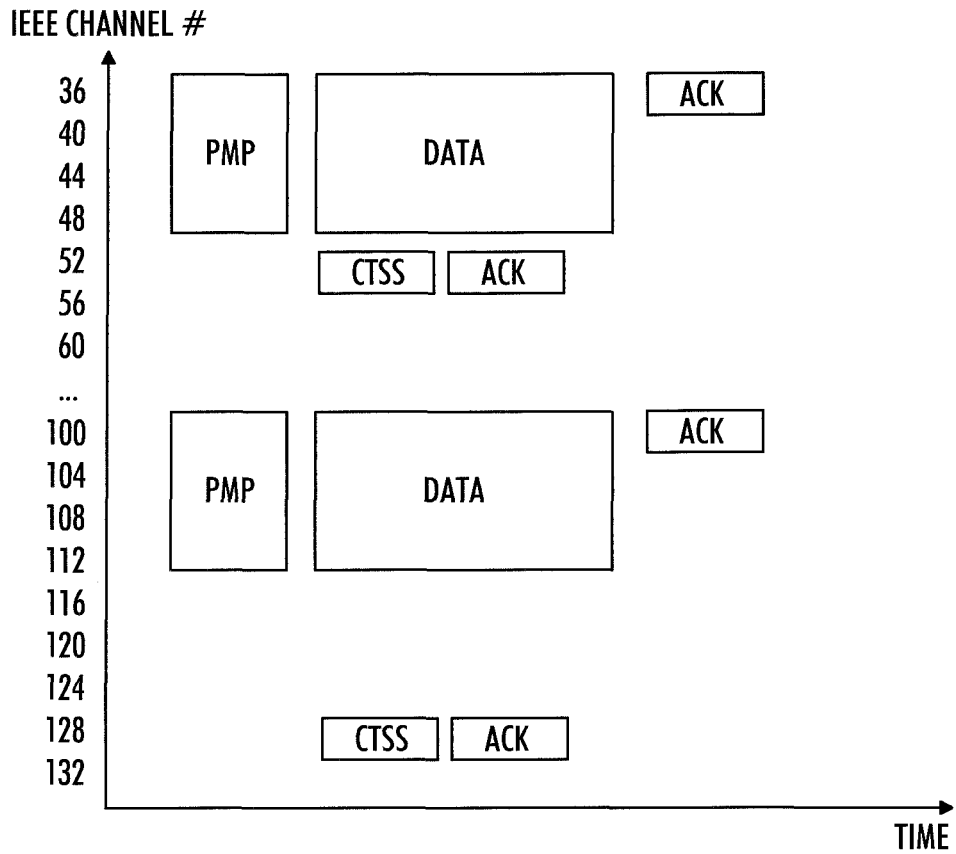 IEEE CHANNEL #
36
ACK
40
PMP
DATA
44
48
52
CTSS
ACK
56
60
...
100
ACK
104
PMP
DATA
108
112
116
120
124
128
CTSS
ACK
132
TIME